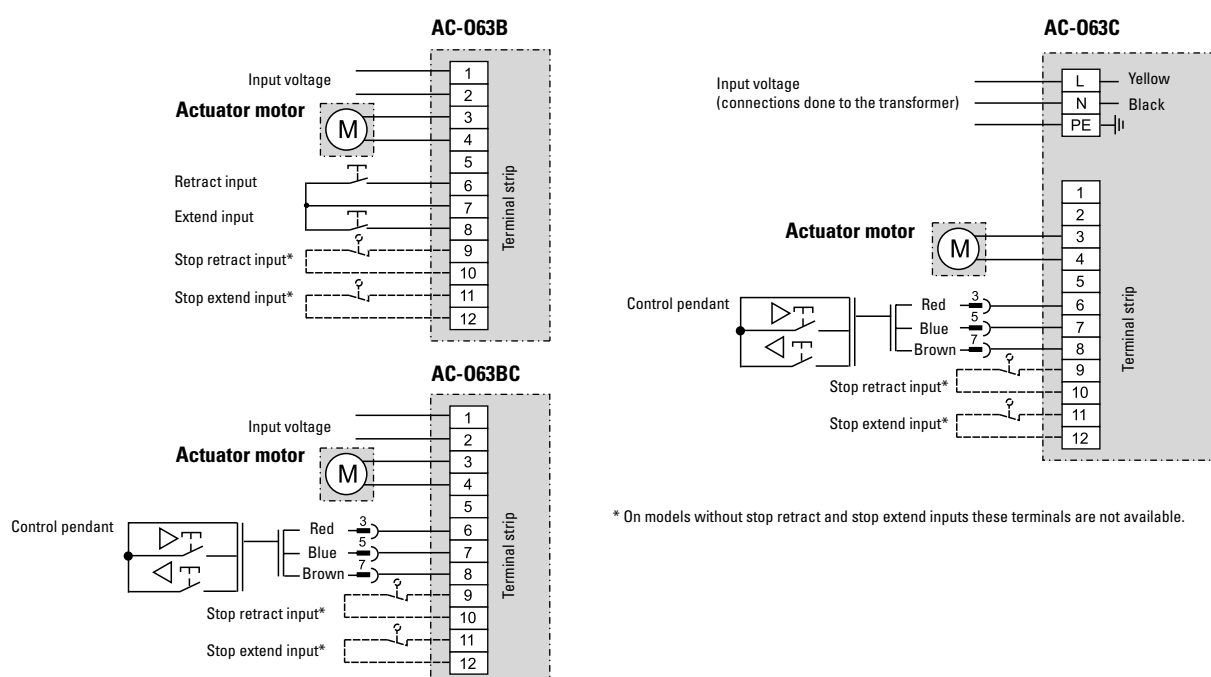 AC-063B
Input voltage
Actuator motor
M
Retract input
Extend input
Stop retract input*
Stop extend input*
1
2
3
4
5
6
7
8
9
10
11
12
Terminal strip
AC-063BC
Input voltage
Actuator motor
M
Control pendant
Red 3
Blue 5
Brown 7
Stop retract input*
Stop extend input*
1
2
3
4
5
6
7
8
9
10
11
12
Terminal strip
AC-063C
Input voltage
(connections done to the transformer)
L Yellow
N Black
PE
Actuator motor
M
Control pendant
Red 3
Blue 5
Brown 7
Stop retract input*
Stop extend input*
1
2
3
4
5
6
7
8
9
10
11
12
Terminal strip
* On models without stop retract and stop extend inputs these terminals are not available.